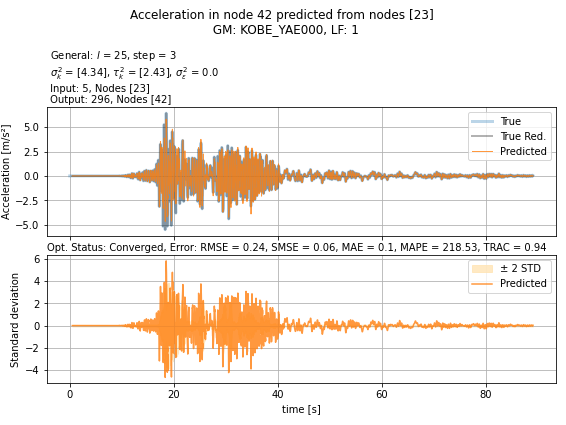 Acceleration in node 42 predicted from nodes [23]
GM: KOBE_YAE000, LF: 1
General: l = 25, step = 3
σ²ₖ = [4.34], τ²ₖ = [2.43], σ²ε = 0.0
Input: 5, Nodes [23]
Output: 296, Nodes [42]
Acceleration [m/s²]
5.0
2.5
0.0
−2.5
−5.0
True
True Red.
Predicted
Opt. Status: Converged, Error: RMSE = 0.24, SMSE = 0.06, MAE = 0.1, MAPE = 218.53, TRAC = 0.94
Standard deviation
6
4
2
0
−2
−4
± 2 STD
Predicted
0 20 40 60 80
time [s]